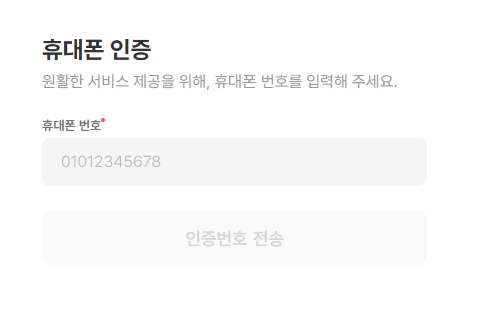 휴대폰 인증
원활한 서비스 제공을 위해, 휴대폰 번호를 입력해 주세요.
휴대폰 번호
01012345678
인증번호 전송